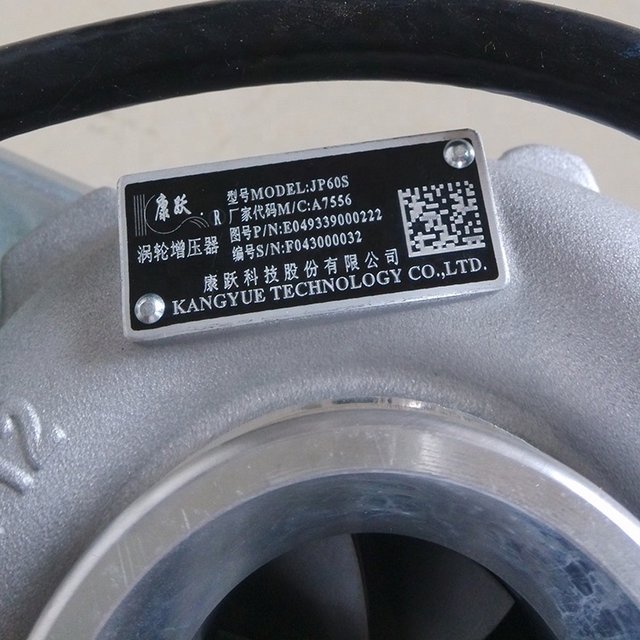 康跃 R
涡轮增压器
型号MODEL:JP60S
厂家代码M/C:A7556
图号P/N:E049339000222
编号S/N:F043000032
康跃科技股份有限公司
KANGYUE TECHNOLOGY CO.,LTD.
12